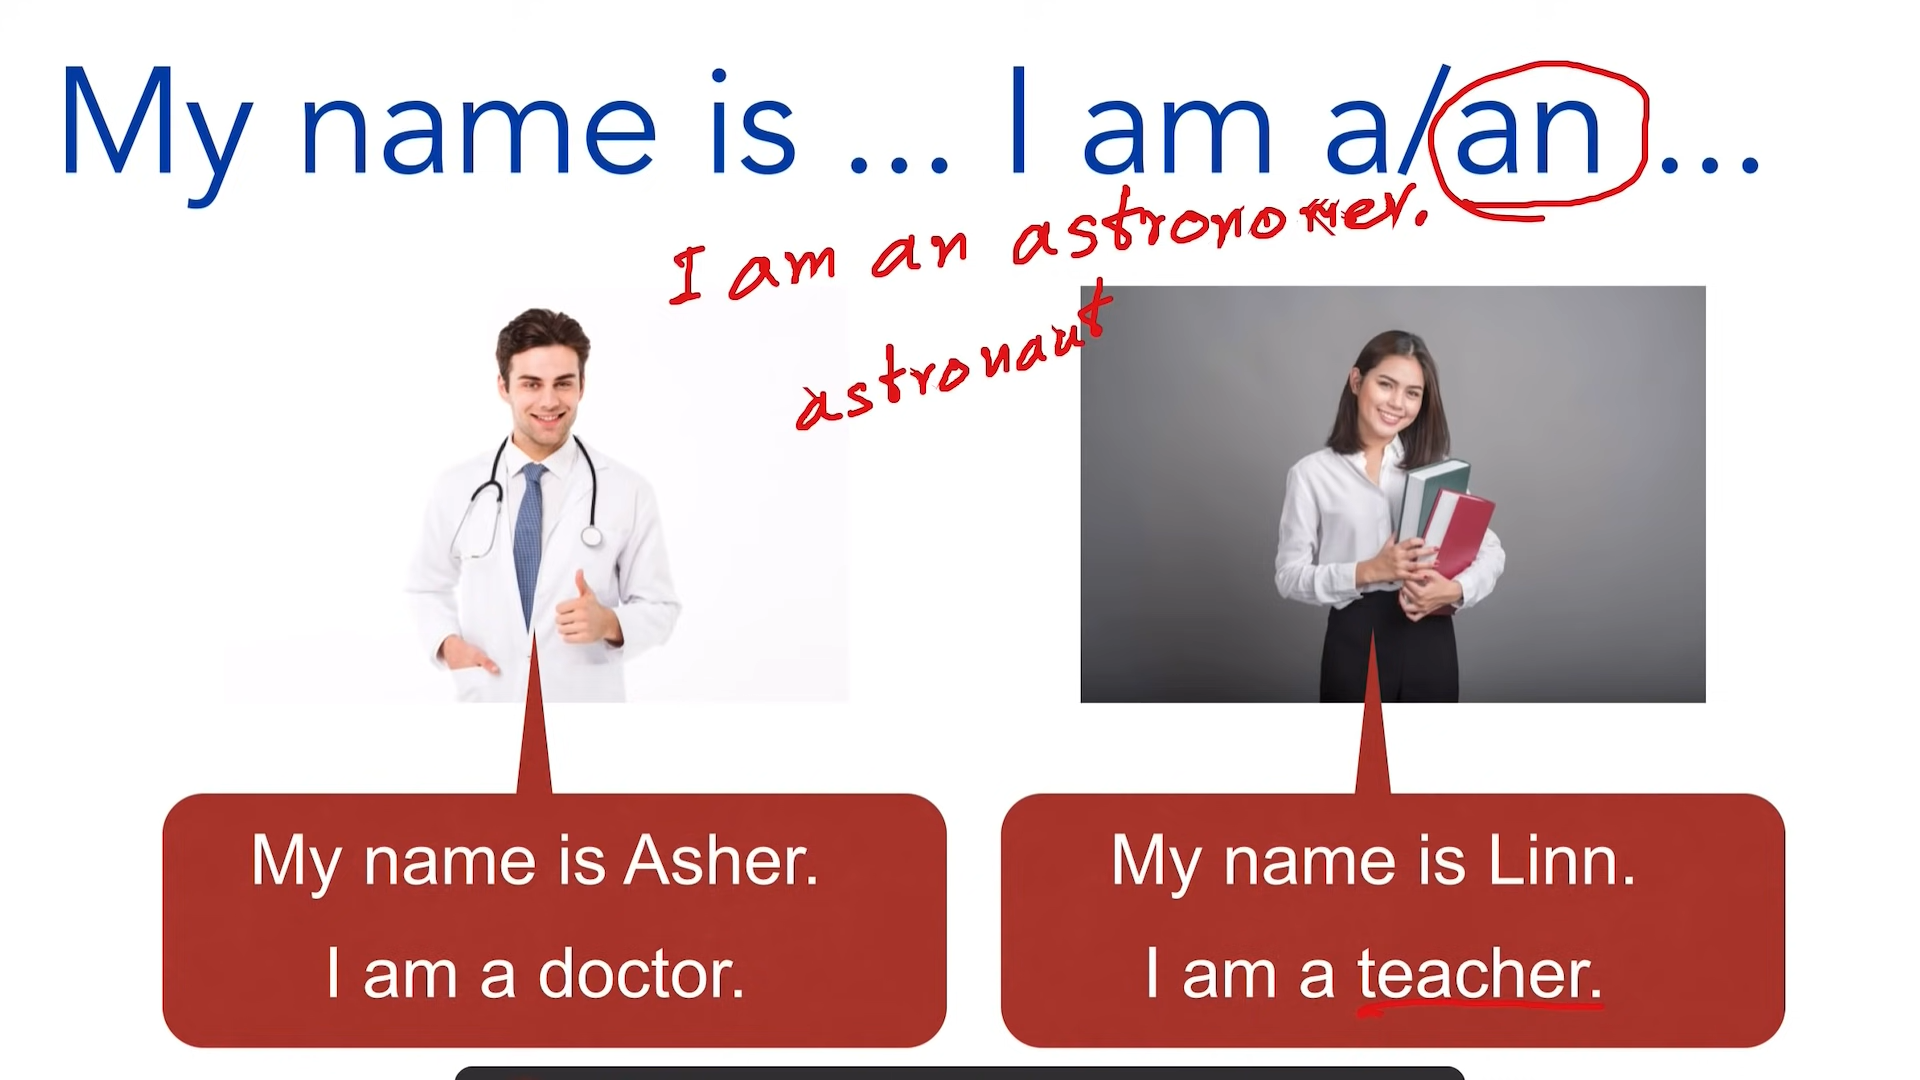 My name is ... I am a/an ...
I am an astronomer.
astronaut
My name is Asher.
I am a doctor.
My name is Linn.
I am a teacher.